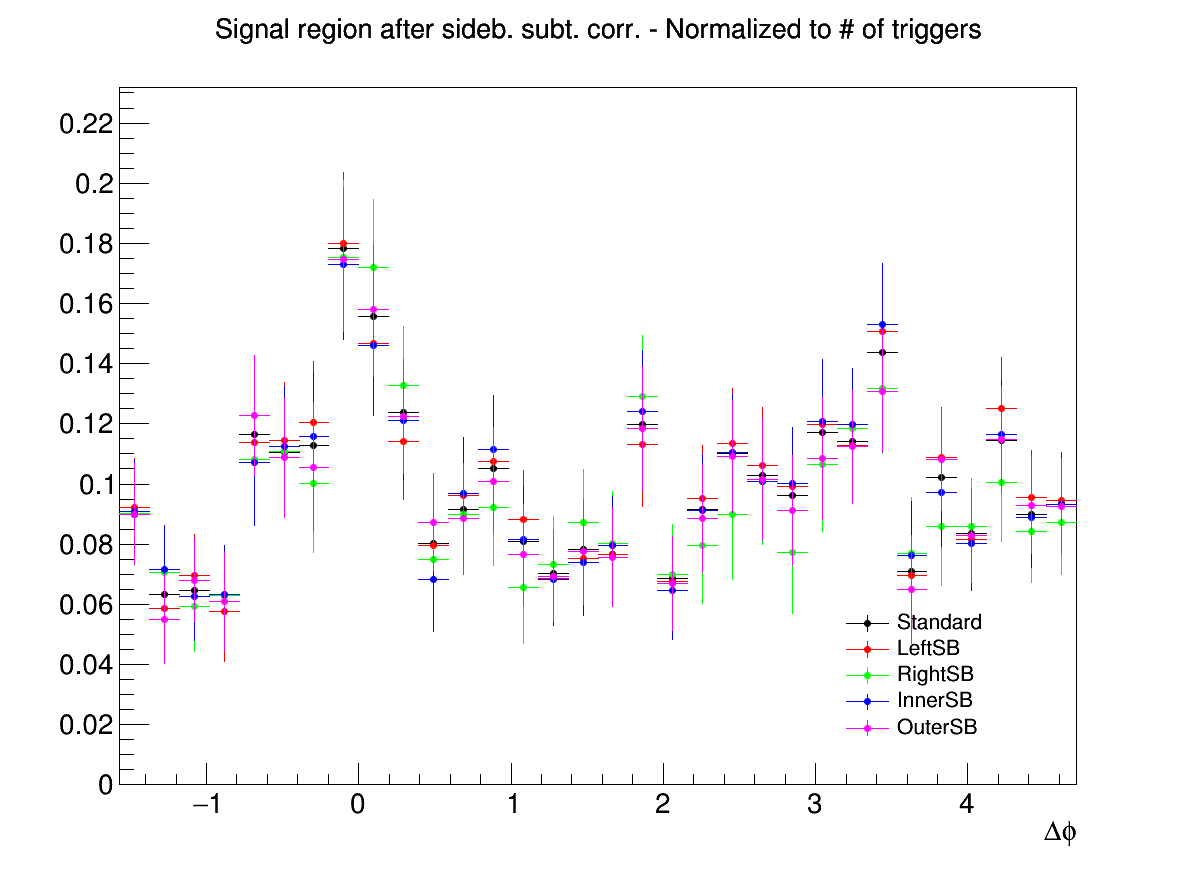 Signal region after sideb. subt. corr. - Normalized to # of triggers
0.22
0.2
0.18
0.16
0.14
0.12
0.1
0.08
0.06
0.04
0.02
0
Standard
LeftSB
RightSB
InnerSB
OuterSB
−1 0 1 2 3 4
Δϕ